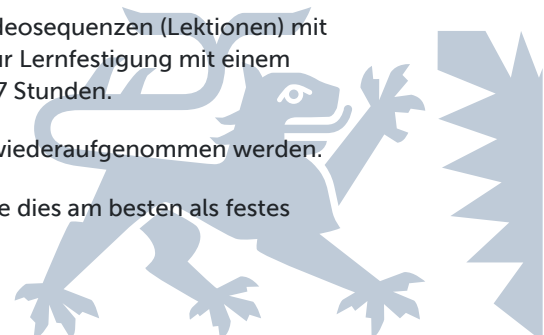 deosequenzen (Lektionen) mit
ur Lernfestigung mit einem
7 Stunden.
wiederaufgenommen werden.
e dies am besten als festes